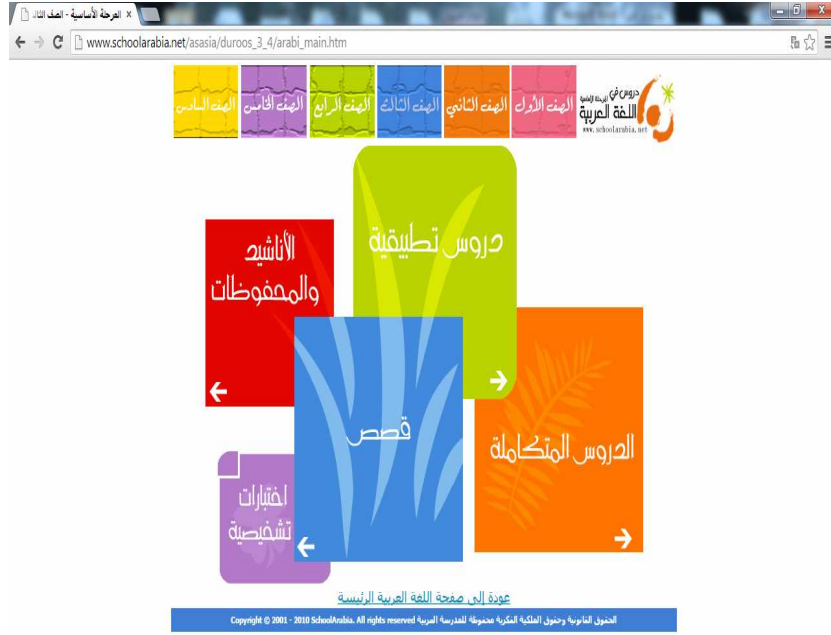 المرحلة الأساسية - الصف الثالـ
www.schoolarabia.net/asasia/duroos_3_4/arabi_main.htm
دروس في المرحلة الأساسية
اللغة العربية
www.schoolarabia.net
الصف الأول
الصف الثاني
الصف الثالث
الصف الرابع
الصف الخامس
الصف السادس
دروس تطبيقية
الأناشيد
والمحفوظات
قصص
الدروس المتكاملة
اختبارات
تشخيصية
عودة إلى صفحة اللغة العربية الرئيسة
الحقوق القانونية وحقوق الملكية الفكرية محفوظة للمدرسة العربية Copyright © 2001 - 2010 SchoolArabia. All rights reserved